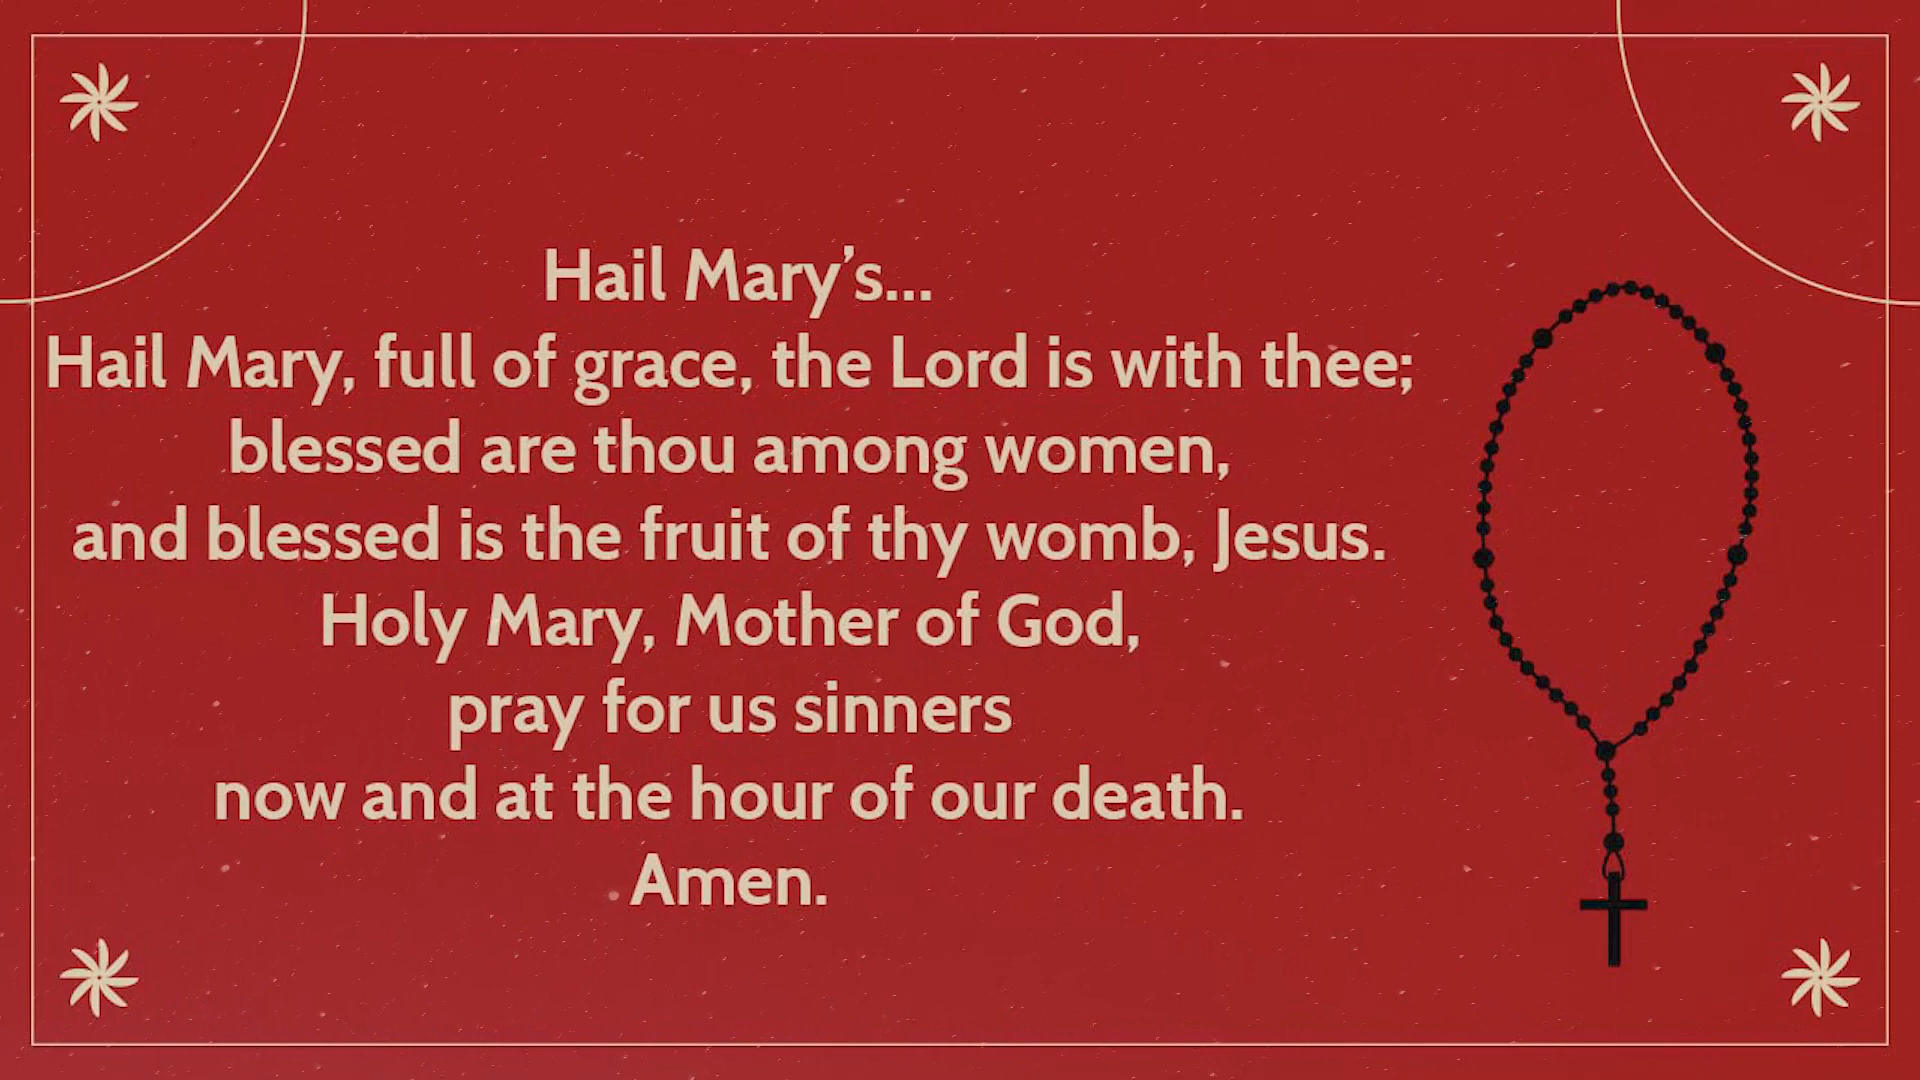 Hail Mary’s...
Hail Mary, full of grace, the Lord is with thee;
blessed are thou among women,
and blessed is the fruit of thy womb, Jesus.
Holy Mary, Mother of God,
pray for us sinners
now and at the hour of our death.
Amen.